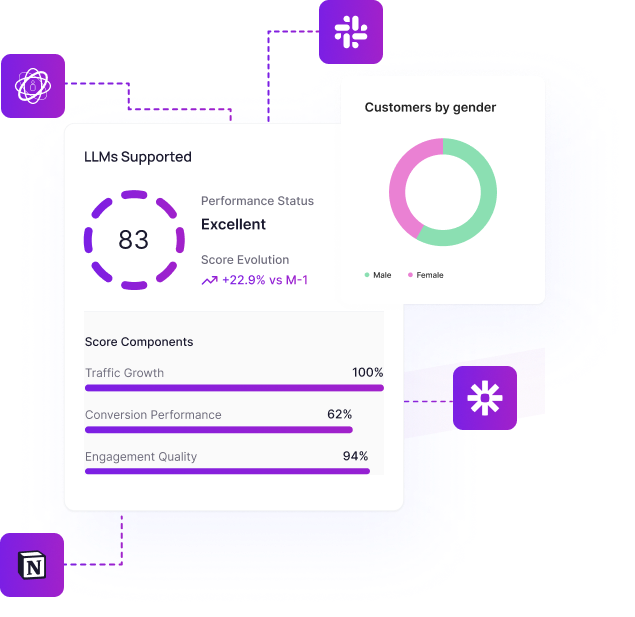 Customers by gender
Male
Female
LLMs Supported
83
Performance Status
Excellent
Score Evolution
+22.9% vs M-1
Score Components
Traffic Growth 100%
Conversion Performance 62%
Engagement Quality 94%
N